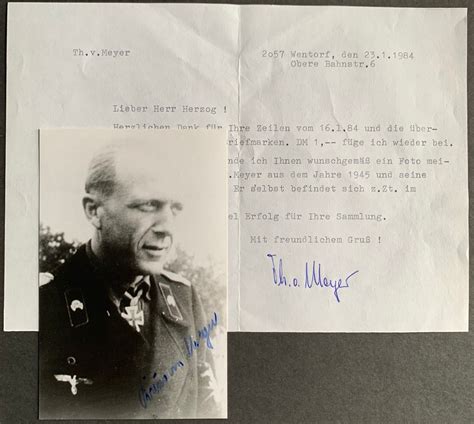 Th.v.Meyer
2o57 Wentorf, den 23.1.1984
Obere Bahnstr.6
Lieber Herr Herzog !
Herzlichen Dank für Ihre Zeilen vom 16.1.84 und die über-
iefmarken. DM 1,-- füge ich wieder bei.
nde ich Ihnen wunschgemäß ein Foto mei-
.Meyer aus dem Jahre 1945 und seine
Er selbst befindet sich z.Zt. im
el Erfolg für Ihre Sammlung.
Mit freundlichem Gruß !
Th. v. Meyer